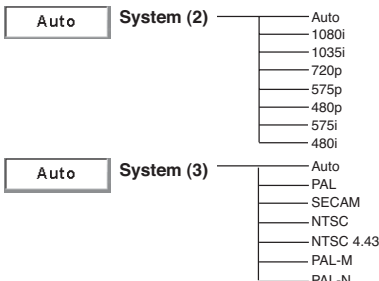 Auto System (2) Auto
1080i
1035i
720p
575p
480p
575i
480i
Auto System (3) Auto
PAL
SECAM
NTSC
NTSC 4.43
PAL-M
PAL-N